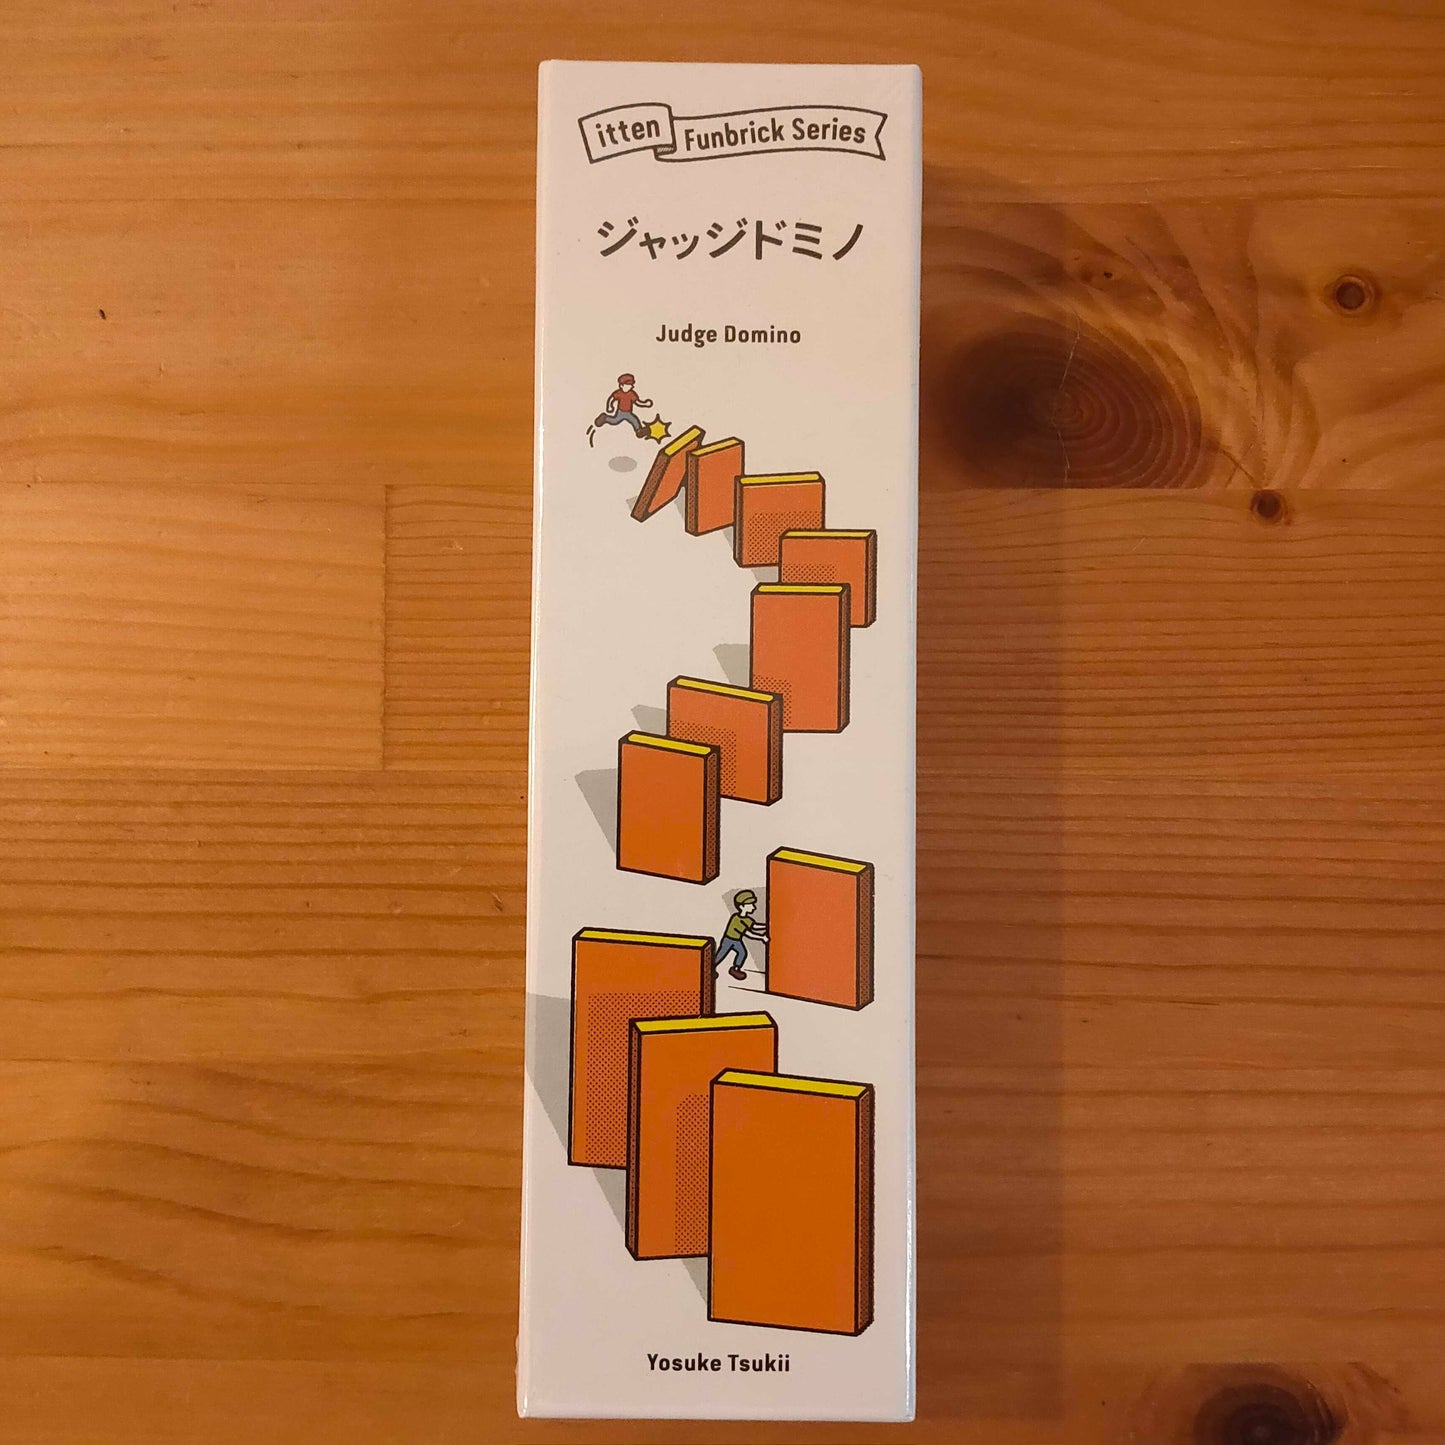 itten Funbrick Series
ジャッジドミノ
Judge Domino
Yosuke Tsukii